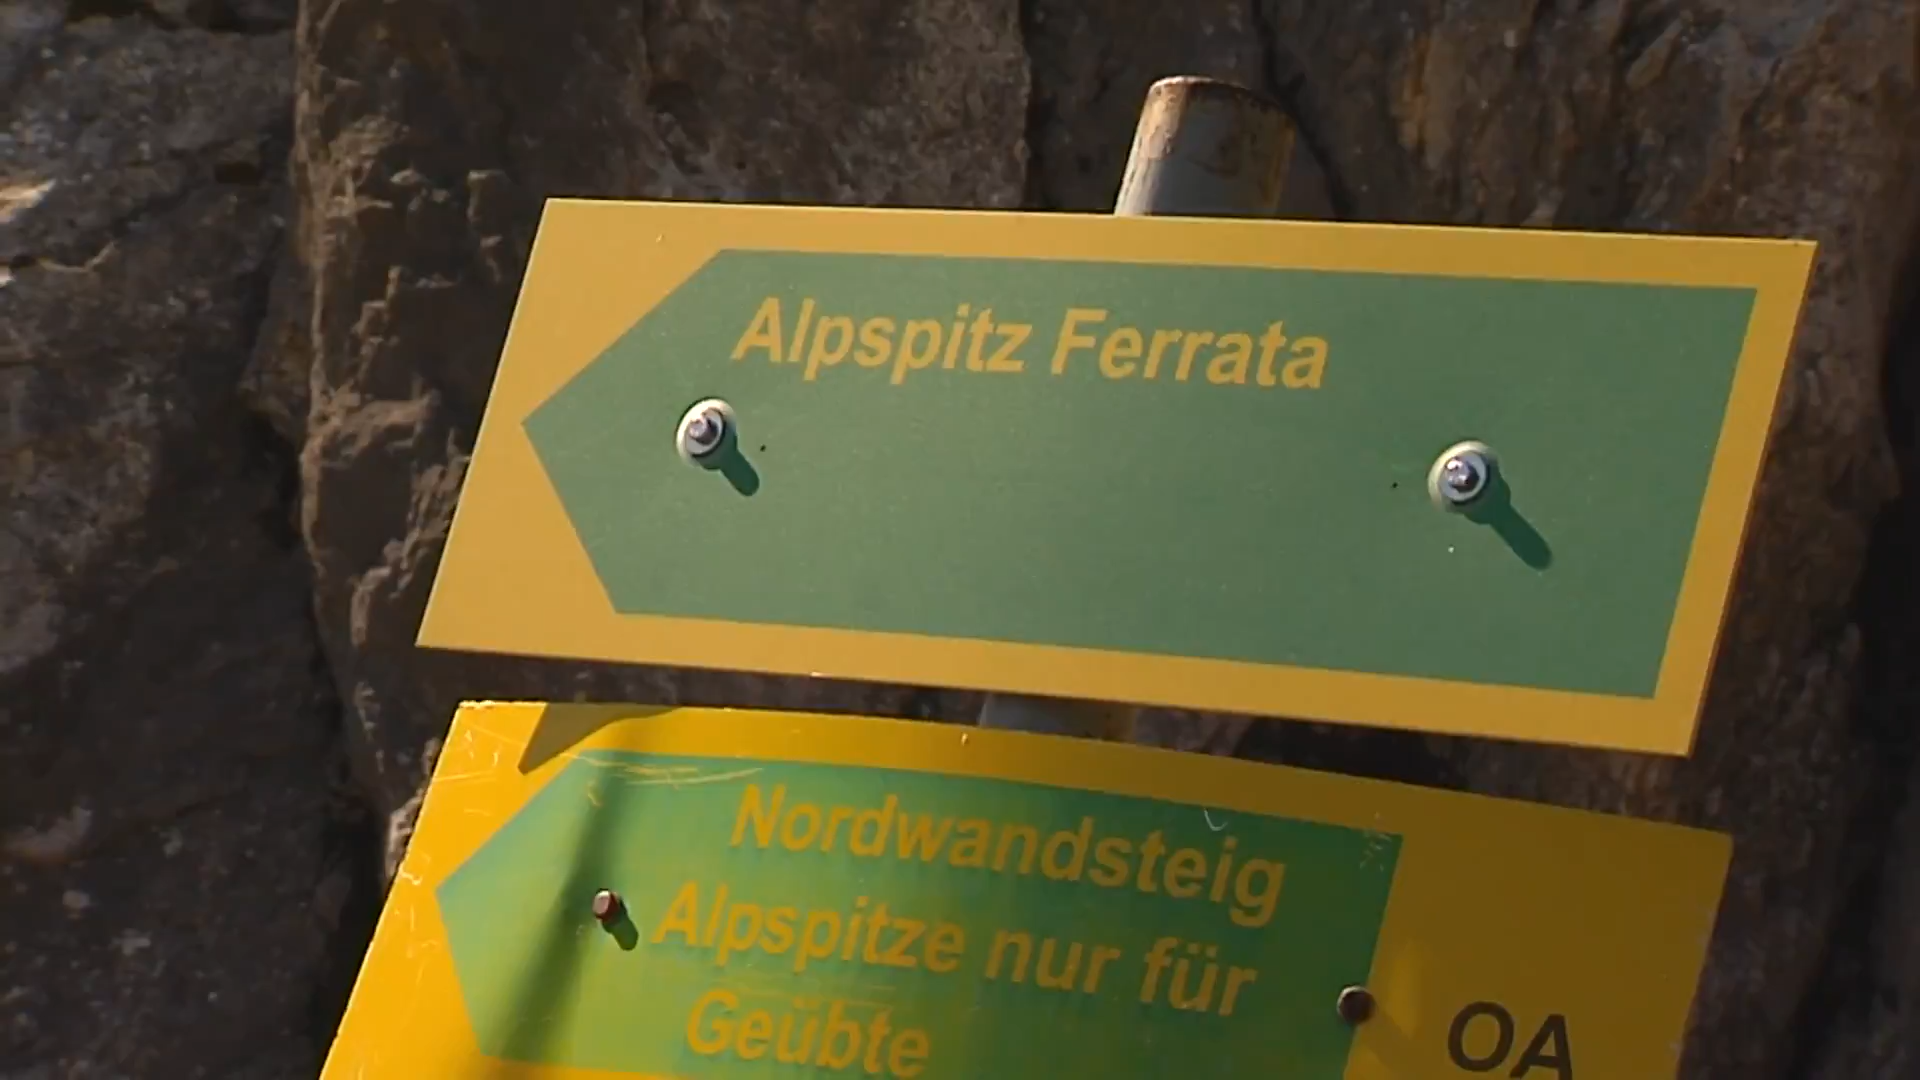 Alpspitz Ferrata
Nordwandsteig
Alpspitze nur für
Geübte
OA